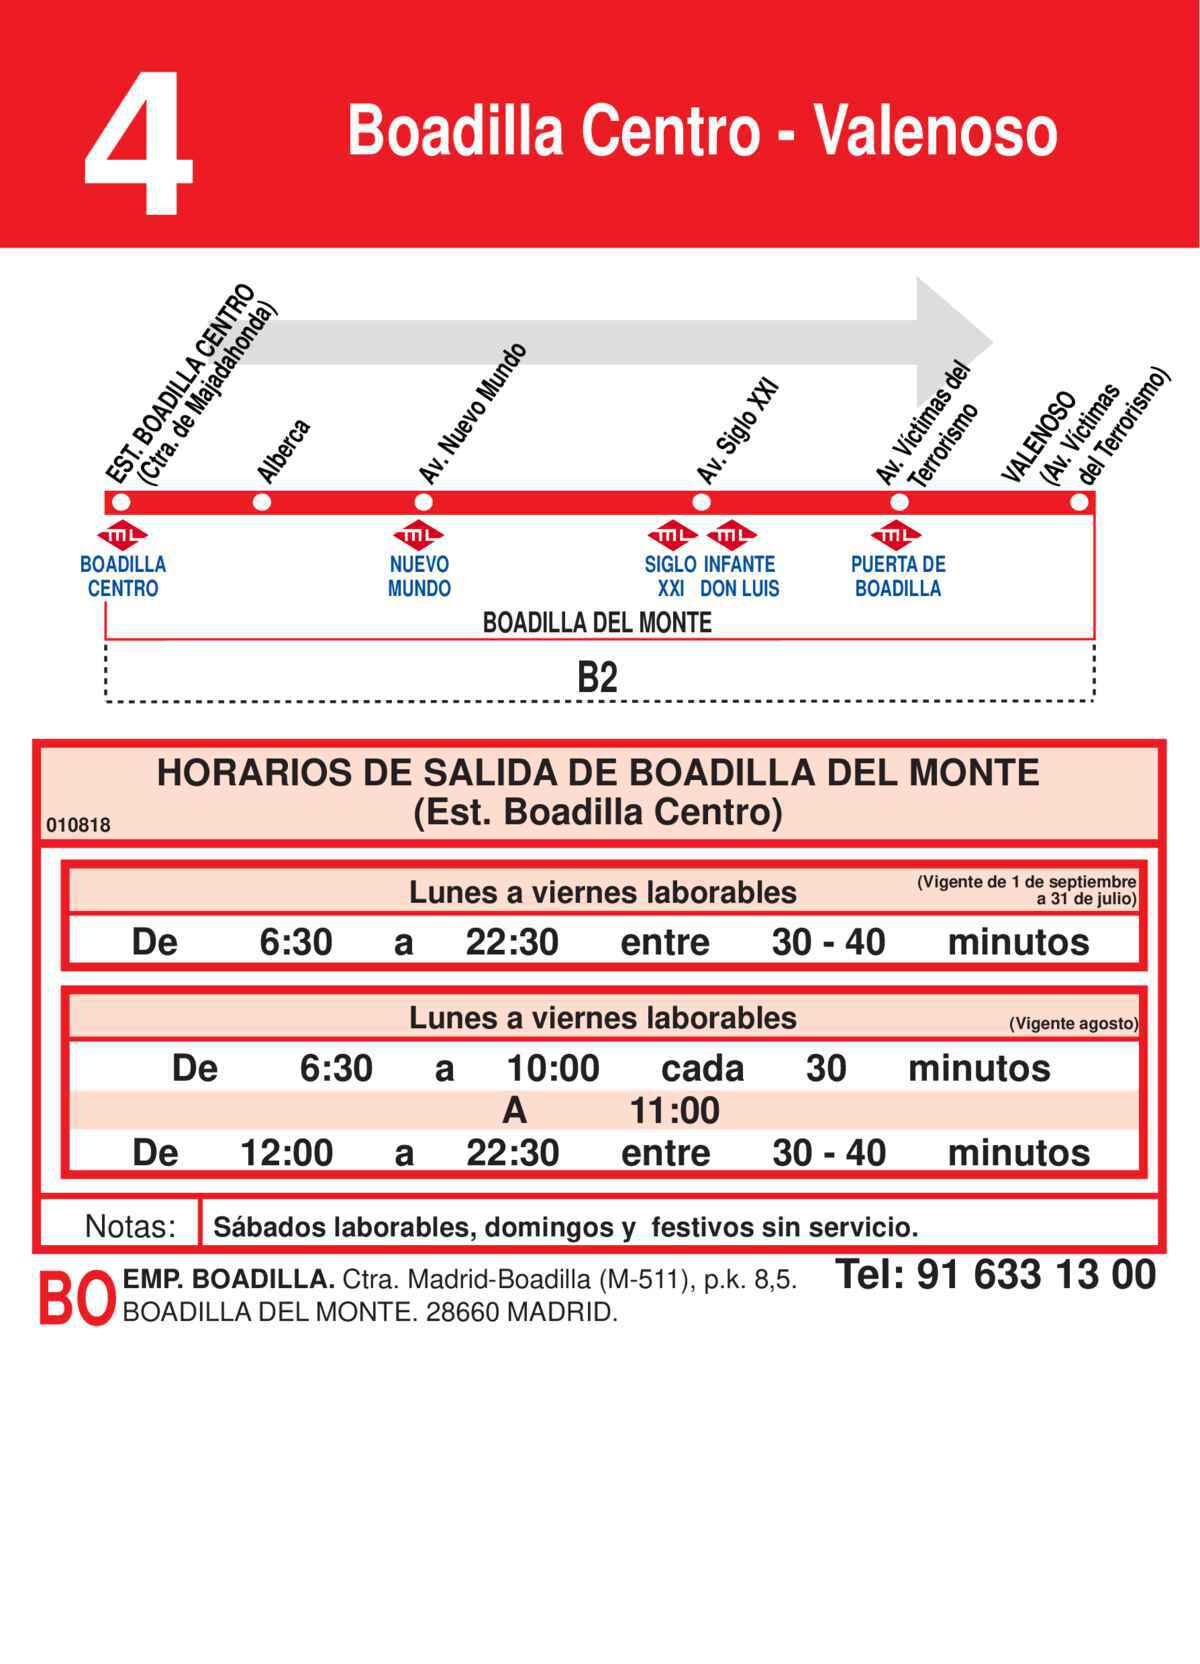 4
Boadilla Centro - Valenoso
EST. BOADILLA CENTRO
(Ctra. de Majadahonda)
Alberca
Av. Nuevo Mundo
Av. Siglo XXI
Av. Víctimas del
Terrorismo
VALENOSO
(Av. Víctimas
del Terrorismo)
ML
BOADILLA
CENTRO
ML
NUEVO
MUNDO
ML
SIGLO
XXI
ML
INFANTE
DON LUIS
ML
PUERTA DE
BOADILLA
BOADILLA DEL MONTE
B2
HORARIOS DE SALIDA DE BOADILLA DEL MONTE
(Est. Boadilla Centro)
010818
Lunes a viernes laborables
(Vigente de 1 de septiembre
a 31 de julio)
De 6:30 a 22:30 entre 30 - 40 minutos
Lunes a viernes laborables
(Vigente agosto)
De 6:30 a 10:00 cada 30 minutos
A 11:00
De 12:00 a 22:30 entre 30 - 40 minutos
Notas: Sábados laborables, domingos y festivos sin servicio.
BO
EMP. BOADILLA. Ctra. Madrid-Boadilla (M-511), p.k. 8,5.
BOADILLA DEL MONTE. 28660 MADRID.
Tel: 91 633 13 00